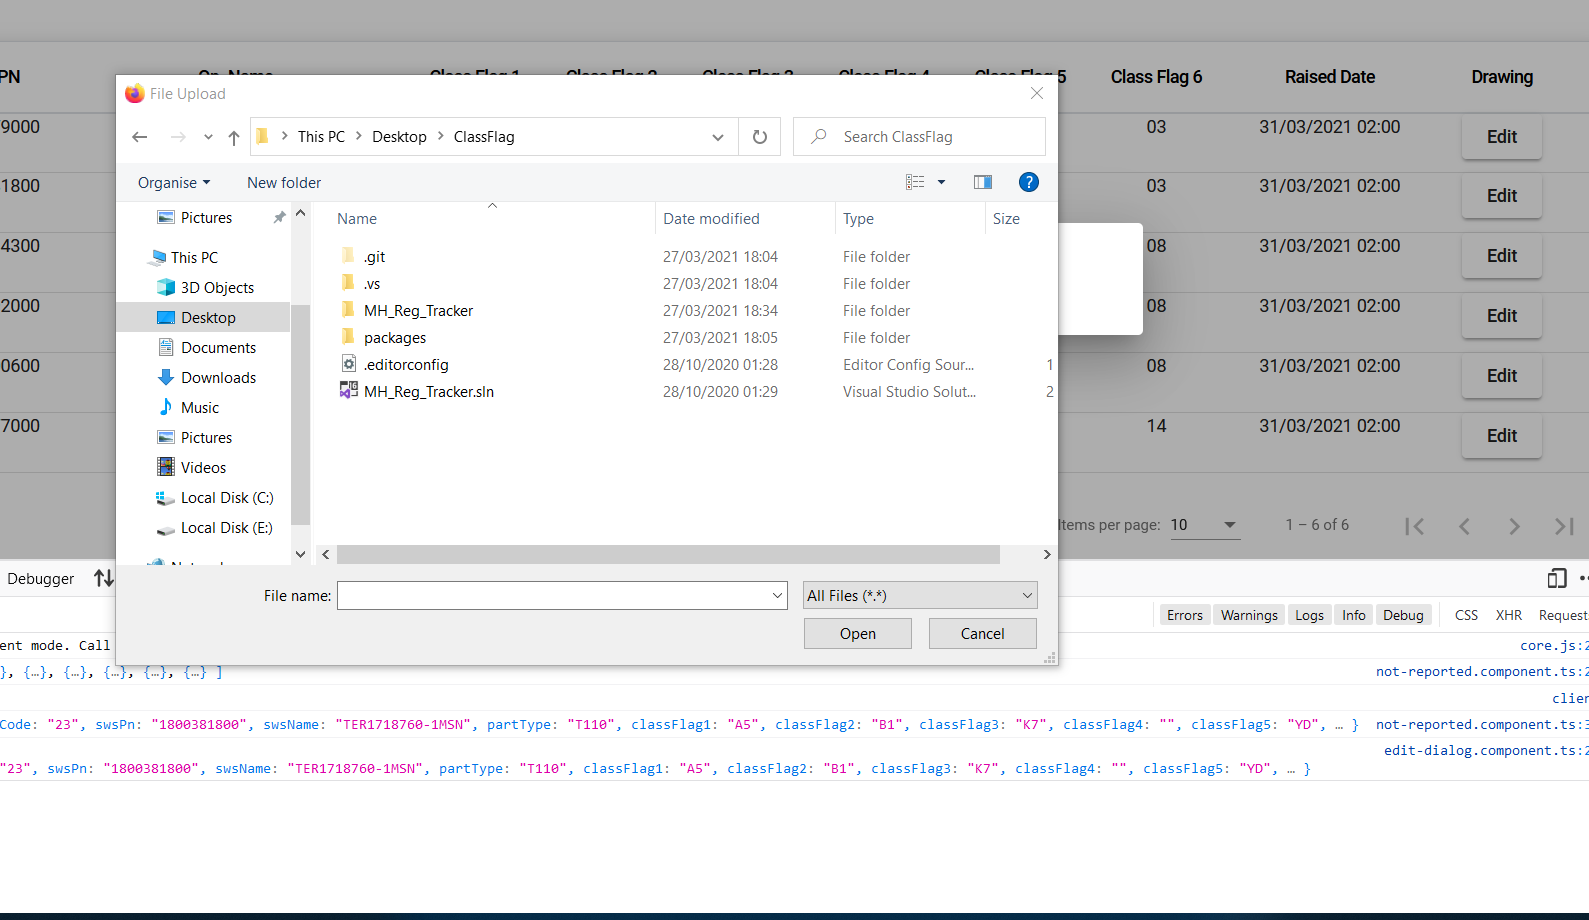 PN Class Flag 5 Class Flag 6 Raised Date Drawing
File Upload
9000 03 31/03/2021 02:00 Edit
This PC Desktop ClassFlag Search ClassFlag
Organise New folder ?
1800 03 31/03/2021 02:00 Edit
Pictures Name Date modified Type Size
4300 08 31/03/2021 02:00 Edit
This PC .git 27/03/2021 18:04 File folder
3D Objects .vs 27/03/2021 18:04 File folder
2000 08 31/03/2021 02:00 Edit
Desktop MH_Reg_Tracker 27/03/2021 18:34 File folder
Documents packages 27/03/2021 18:05 File folder
0600 08 31/03/2021 02:00 Edit
Downloads .editorconfig 28/10/2020 01:28 Editor Config Sour... 1
Music MH_Reg_Tracker.sln 28/10/2020 01:29 Visual Studio Solut... 2
7000 14 31/03/2021 02:00 Edit
Pictures
Videos
Local Disk (C:)
Local Disk (E:)
Items per page: 10 1 – 6 of 6
Debugger
File name: All Files (*.*)
Open Cancel
Errors Warnings Logs Info Debug CSS XHR Request
ent mode. Call core.js:2
}, {…}, {…}, {…}, {…}, {…} ] not-reported.component.ts:2
clien
Code: "23", swsPn: "1800381800", swsName: "TER1718760-1MSN", partType: "T110", classFlag1: "A5", classFlag2: "B1", classFlag3: "K7", classFlag4: "", classFlag5: "YD", … } not-reported.component.ts:3
edit-dialog.component.ts:2
"23", swsPn: "1800381800", swsName: "TER1718760-1MSN", partType: "T110", classFlag1: "A5", classFlag2: "B1", classFlag3: "K7", classFlag4: "", classFlag5: "YD", … }